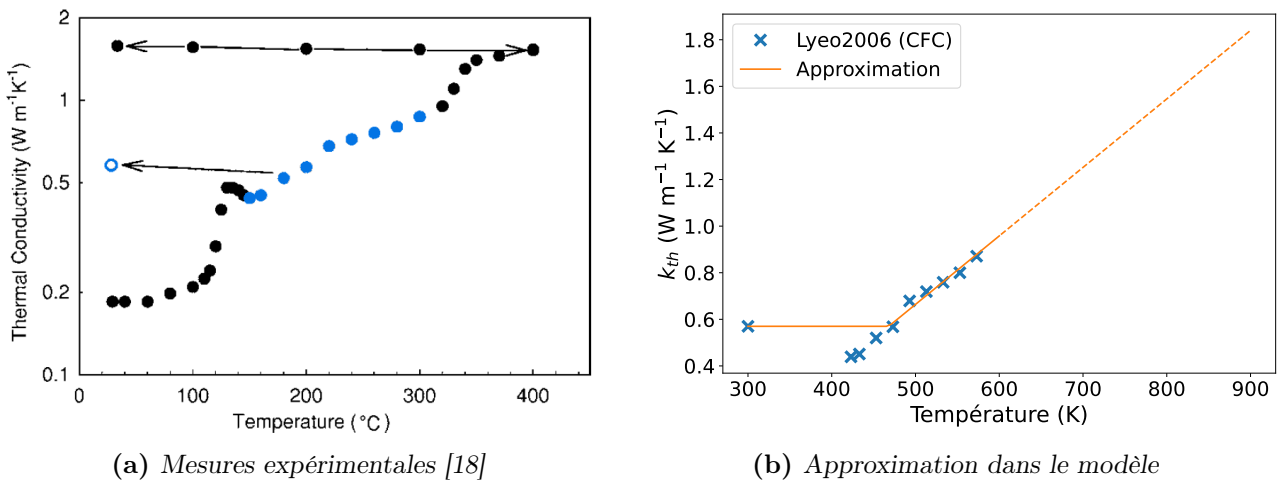 2
1
0.5
0.2
0.1
Thermal Conductivity (W m⁻¹K⁻¹)
0 100 200 300 400
Temperature (°C)
(a) Mesures expérimentales [18]
Lyeo2006 (CFC)
Approximation
1.8
1.6
1.4
1.2
1.0
0.8
0.6
0.4
k_th (W m⁻¹ K⁻¹)
300 400 500 600 700 800 900
Température (K)
(b) Approximation dans le modèle